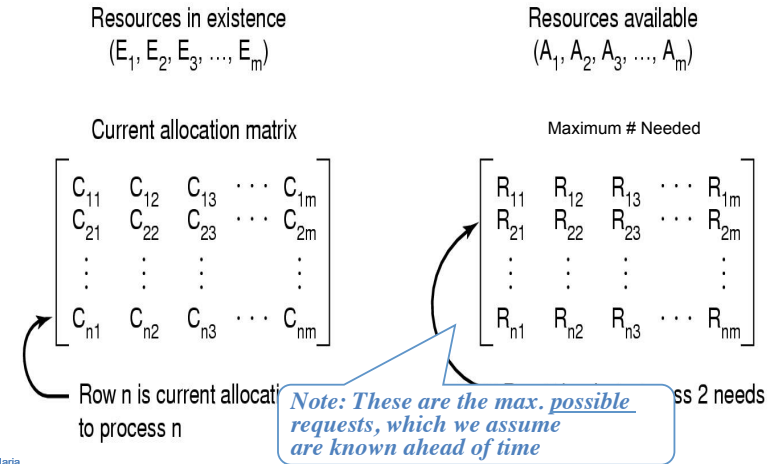 Resources in existence
(E1, E2, E3, ..., Em)
Resources available
(A1, A2, A3, ..., Am)
Current allocation matrix
C11 C12 C13 ··· C1m
C21 C22 C23 ··· C2m
⋮ ⋮ ⋮ ⋮
Cn1 Cn2 Cn3 ··· Cnm
Row n is current allocati
to process n
Maximum # Needed
R11 R12 R13 ··· R1m
R21 R22 R23 ··· R2m
⋮ ⋮ ⋮ ⋮
Rn1 Rn2 Rn3 ··· Rnm
ss 2 needs
Note: These are the max. possible
requests, which we assume
are known ahead of time